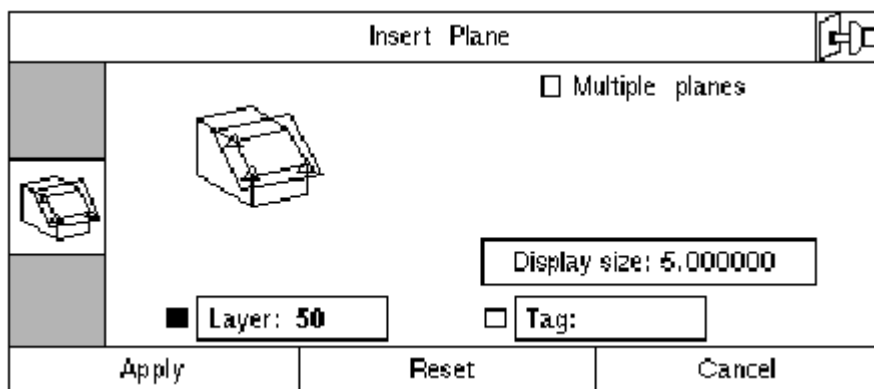 Insert Plane
Multiple planes
Display size: 5.000000
Layer: 50 Tag:
Apply Reset Cancel